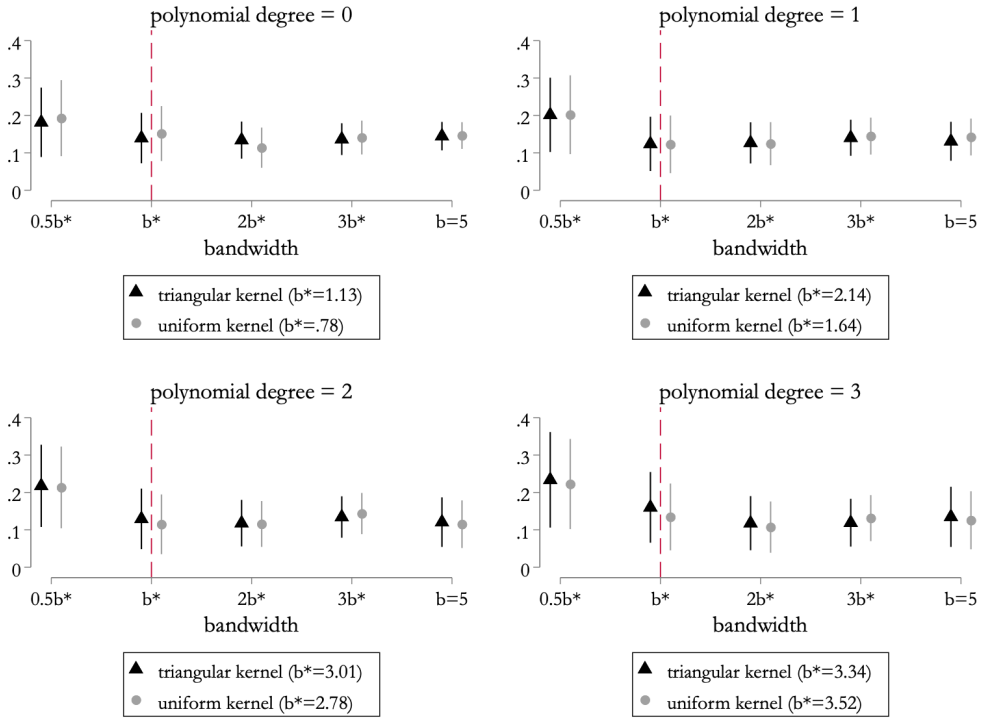 polynomial degree = 0
.4
.3
.2
.1
0
0.5b* b* 2b* 3b* b=5
bandwidth
triangular kernel (b*=1.13)
uniform kernel (b*=.78)
polynomial degree = 1
.4
.3
.2
.1
0
0.5b* b* 2b* 3b* b=5
bandwidth
triangular kernel (b*=2.14)
uniform kernel (b*=1.64)
polynomial degree = 2
.4
.3
.2
.1
0
0.5b* b* 2b* 3b* b=5
bandwidth
triangular kernel (b*=3.01)
uniform kernel (b*=2.78)
polynomial degree = 3
.4
.3
.2
.1
0
0.5b* b* 2b* 3b* b=5
bandwidth
triangular kernel (b*=3.34)
uniform kernel (b*=3.52)